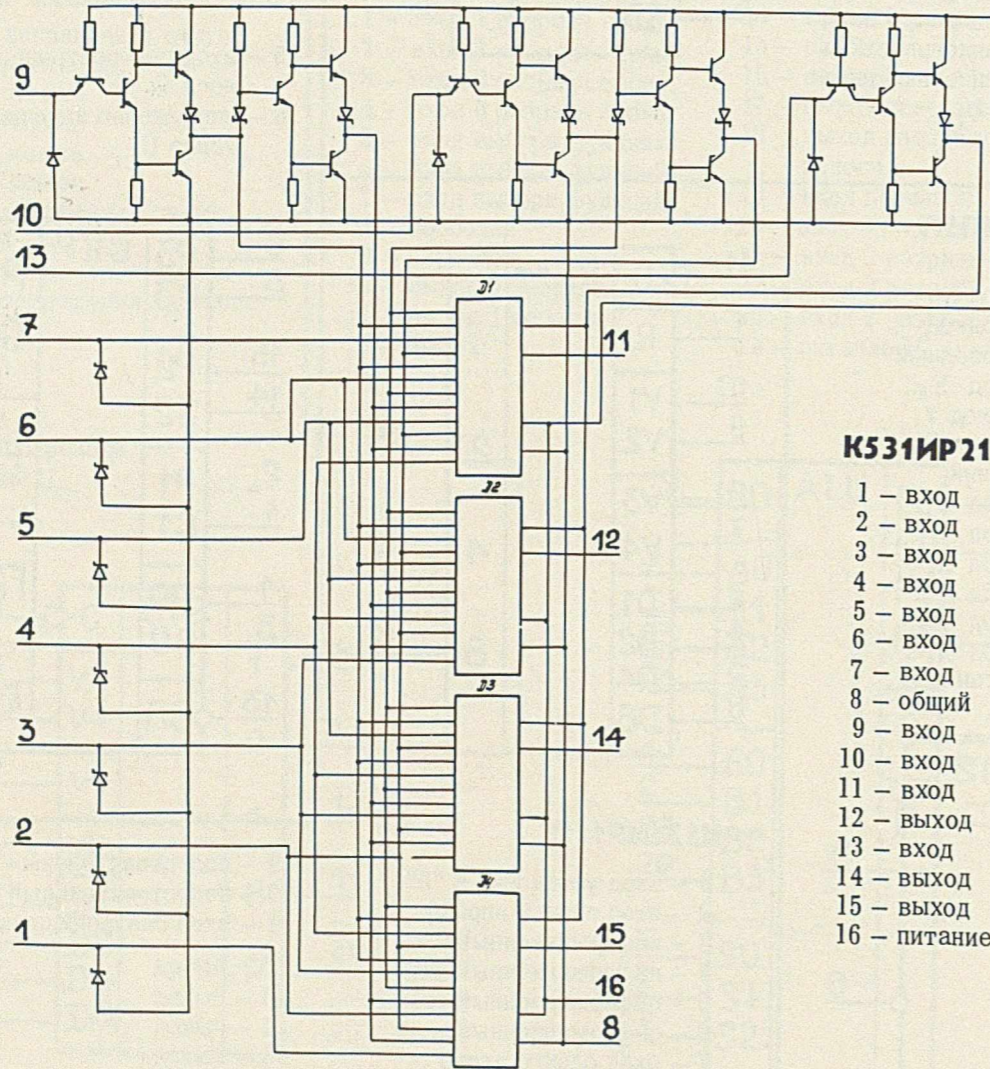 9
10
13
7
6
5
4
3
2
1
D1
11
D2
12
D3
14
15
16
8
К531ИР21
1 – вход
2 – вход
3 – вход
4 – вход
5 – вход
6 – вход
7 – вход
8 – общий
9 – вход
10 – вход
11 – вход
12 – выход
13 – вход
14 – выход
15 – выход
16 – питание